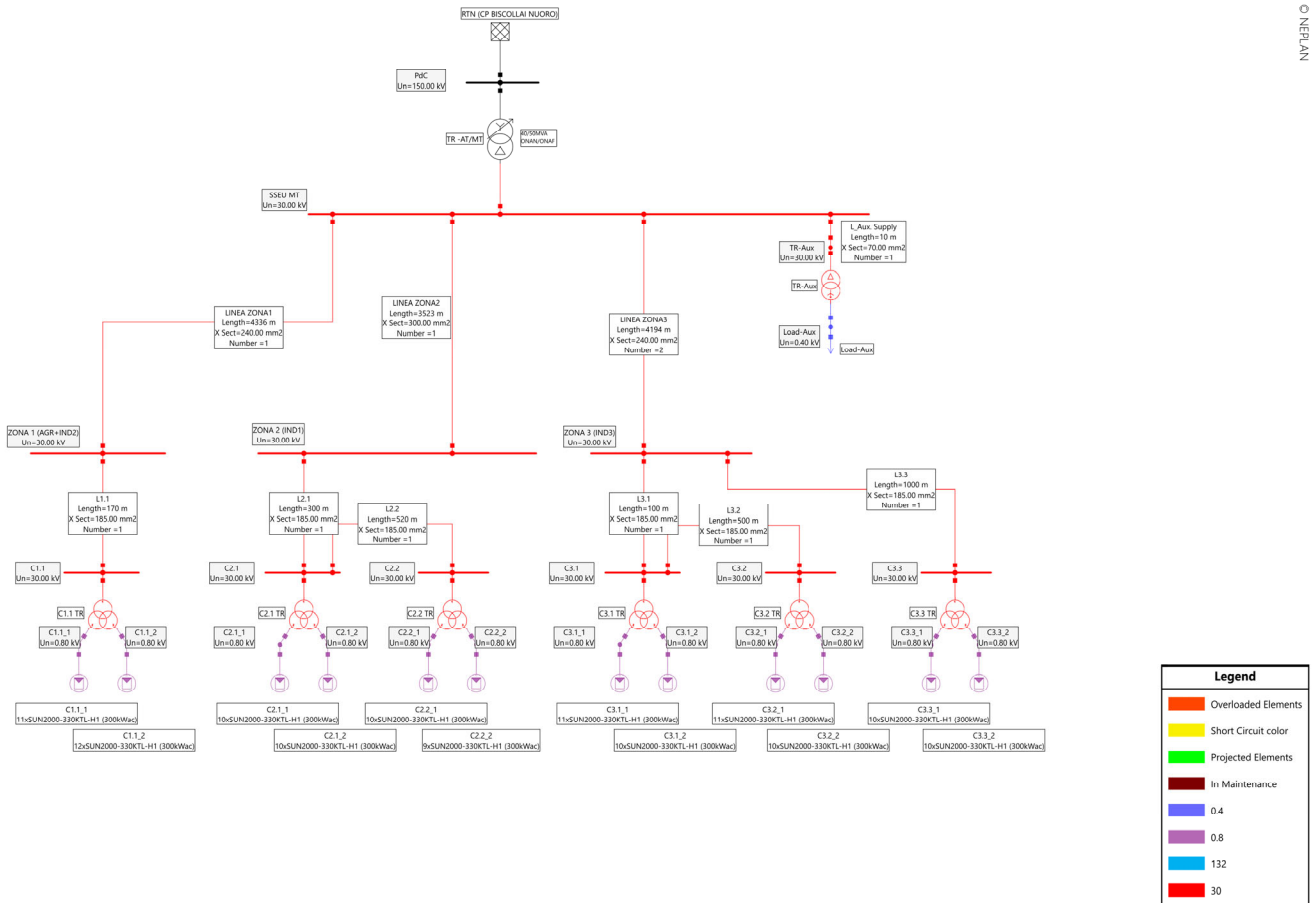 © NEPLAN
RTN (CP BISCOLLAI NUORO)
PdC
Un=150.00 kV
TR -AT/MT
40/50MVA
ONAN/ONAF
SSEU MT
Un=30.00 kV
L_Aux. Supply
Length=10 m
X Sect=70.00 mm2
Number =1
TR-Aux
Un=30.00 kV
TR-Aux
Load-Aux
Un=0.40 kV
Load-Aux
LINEA ZONA1
Length=4336 m
X Sect=240.00 mm2
Number =1
LINEA ZONA2
Length=3523 m
X Sect=300.00 mm2
Number =1
LINEA ZONA3
Length=4194 m
X Sect=240.00 mm2
Number =2
ZONA 1 (AGR+IND2)
Un=30.00 kV
ZONA 2 (IND1)
Un=30.00 kV
ZONA 3 (IND3)
Un=30.00 kV
L1.1
Length=170 m
X Sect=185.00 mm2
Number =1
L2.1
Length=300 m
X Sect=185.00 mm2
Number =1
L2.2
Length=520 m
X Sect=185.00 mm2
Number =1
L3.1
Length=100 m
X Sect=185.00 mm2
Number =1
L3.2
Length=500 m
X Sect=185.00 mm2
Number =1
L3.3
Length=1000 m
X Sect=185.00 mm2
Number =1
C1.1
Un=30.00 kV
C2.1
Un=30.00 kV
C2.2
Un=30.00 kV
C3.1
Un=30.00 kV
C3.2
Un=30.00 kV
C3.3
Un=30.00 kV
C1.1 TR
C2.1 TR
C2.2 TR
C3.1 TR
C3.2 TR
C3.3 TR
C1.1_1
Un=0.80 kV
C1.1_2
Un=0.80 kV
C2.1_1
Un=0.80 kV
C2.1_2
Un=0.80 kV
C2.2_1
Un=0.80 kV
C2.2_2
Un=0.80 kV
C3.1_1
Un=0.80 kV
C3.1_2
Un=0.80 kV
C3.2_1
Un=0.80 kV
C3.2_2
Un=0.80 kV
C3.3_1
Un=0.80 kV
C3.3_2
Un=0.80 kV
C1.1_1
11xSUN2000-330KTL-H1 (300kWac)
C1.1_2
12xSUN2000-330KTL-H1 (300kWac)
C2.1_1
10xSUN2000-330KTL-H1 (300kWac)
C2.1_2
10xSUN2000-330KTL-H1 (300kWac)
C2.2_1
10xSUN2000-330KTL-H1 (300kWac)
C2.2_2
9xSUN2000-330KTL-H1 (300kWac)
C3.1_1
11xSUN2000-330KTL-H1 (300kWac)
C3.1_2
10xSUN2000-330KTL-H1 (300kWac)
C3.2_1
11xSUN2000-330KTL-H1 (300kWac)
C3.2_2
10xSUN2000-330KTL-H1 (300kWac)
C3.3_1
10xSUN2000-330KTL-H1 (300kWac)
C3.3_2
10xSUN2000-330KTL-H1 (300kWac)
Legend
Overloaded Elements
Short Circuit color
Projected Elements
In Maintenance
0.4
0.8
132
30